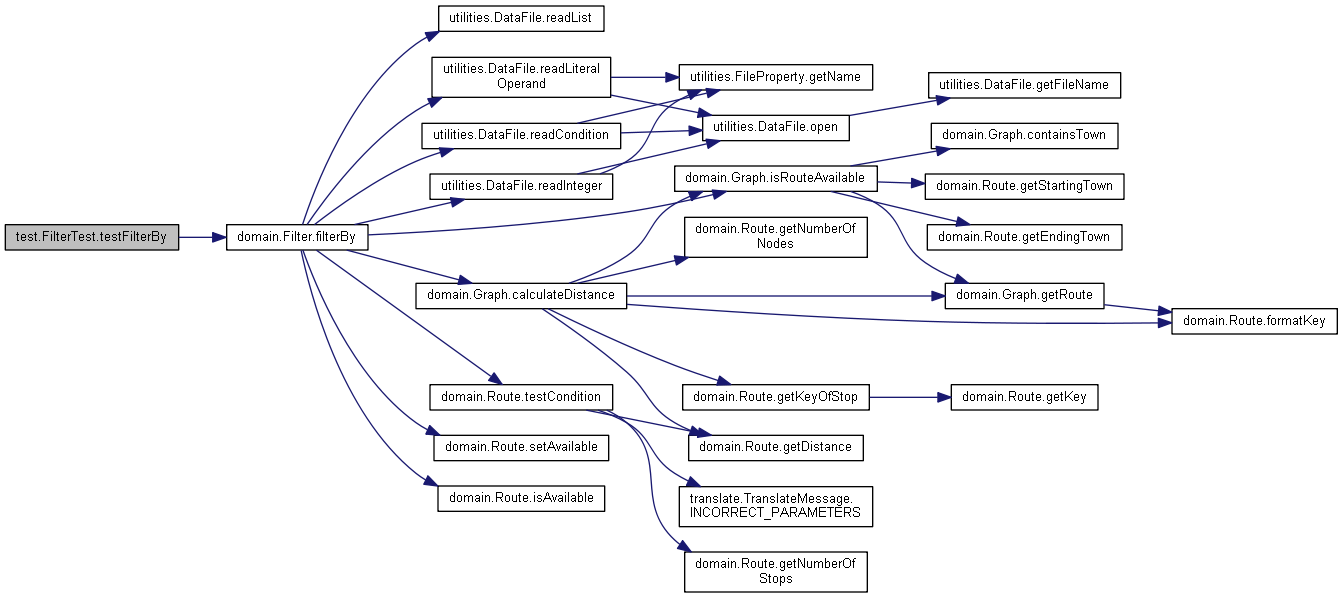 test.FilterTest.testFilterBy
domain.Filter.filterBy
utilities.DataFile.readList
utilities.DataFile.readLiteral
Operand
utilities.DataFile.readCondition
utilities.DataFile.readInteger
domain.Graph.calculateDistance
domain.Route.testCondition
domain.Route.setAvailable
domain.Route.isAvailable
utilities.FileProperty.getName
utilities.DataFile.open
domain.Graph.isRouteAvailable
domain.Route.getNumberOf
Nodes
domain.Route.getKeyOfStop
domain.Route.getDistance
translate.TranslateMessage.
INCORRECT_PARAMETERS
domain.Route.getNumberOf
Stops
utilities.DataFile.getFileName
domain.Graph.containsTown
domain.Route.getStartingTown
domain.Route.getEndingTown
domain.Graph.getRoute
domain.Route.getKey
domain.Route.formatKey